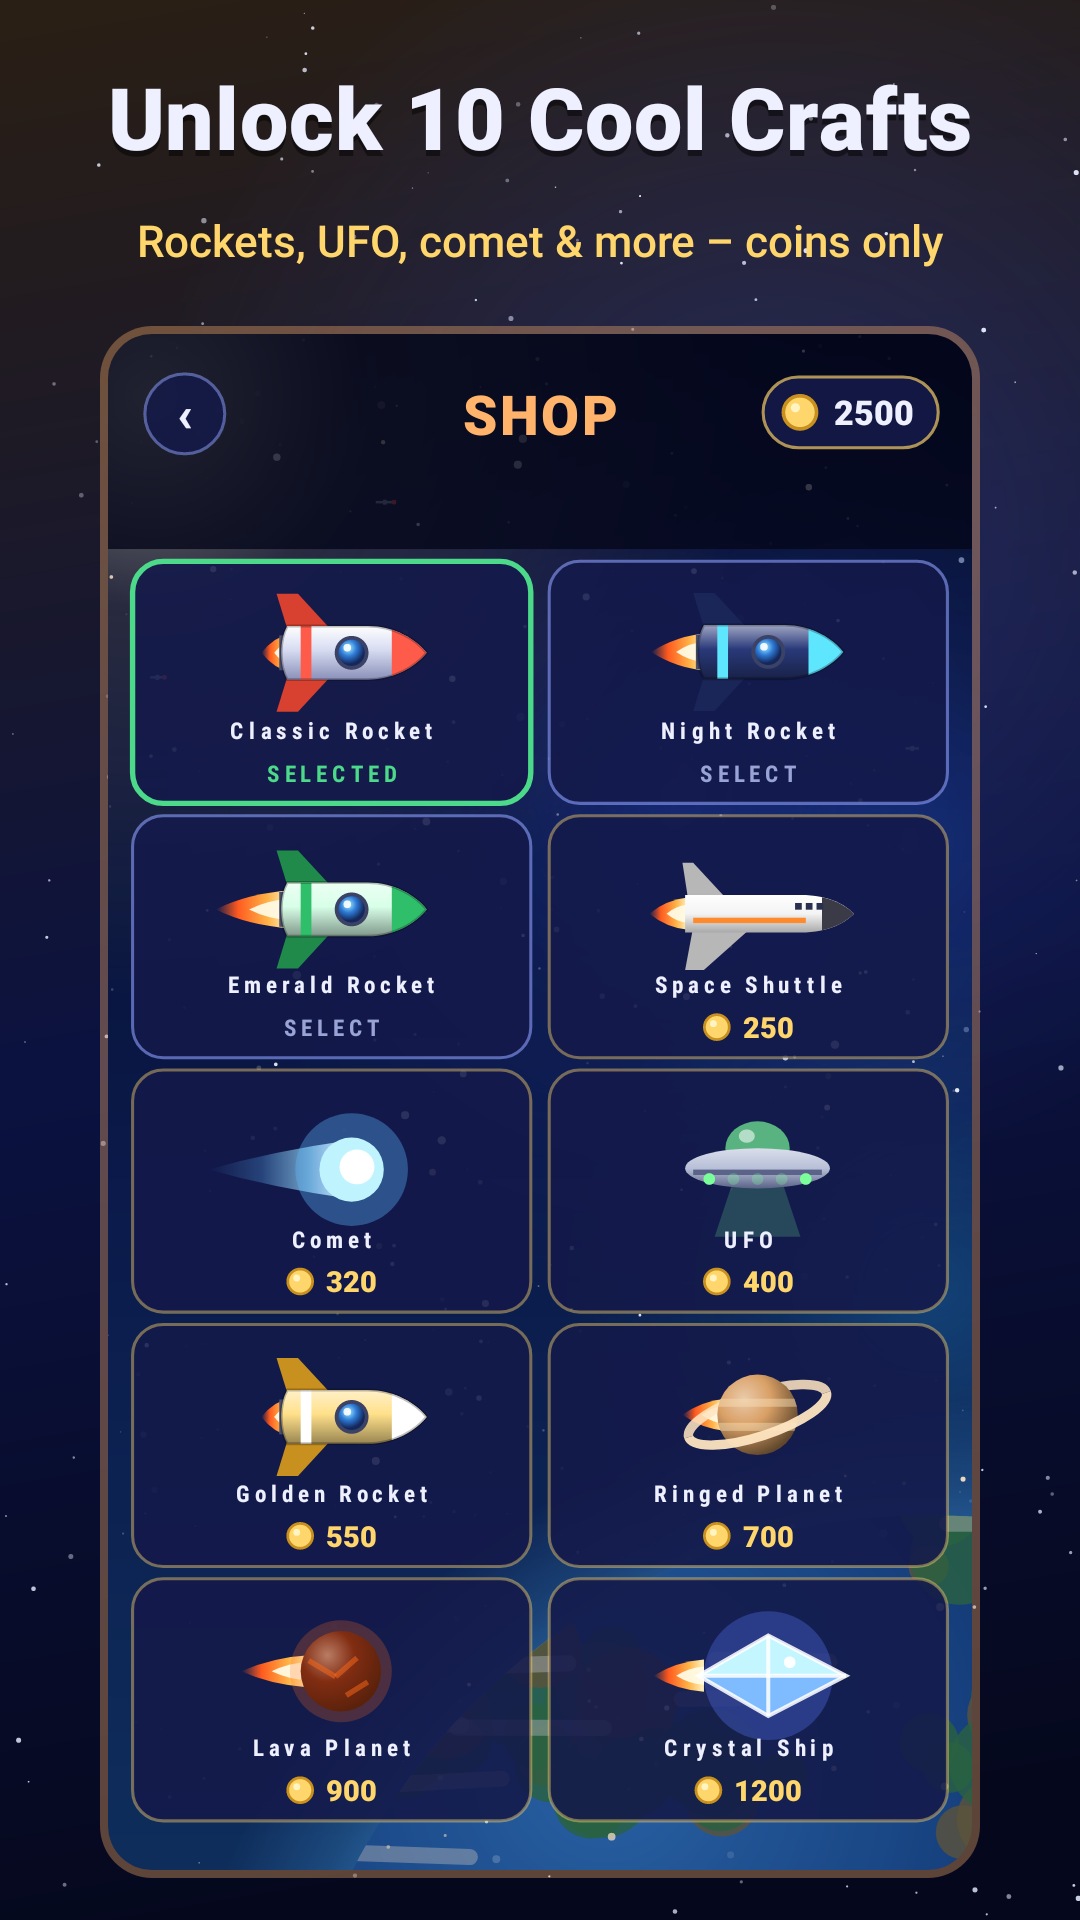 Unlock 10 Cool Crafts
Rockets, UFO, comet & more – coins only
‹ SHOP 2500
Classic Rocket
SELECTED
Night Rocket
SELECT
Emerald Rocket
SELECT
Space Shuttle
250
Comet
320
UFO
400
Golden Rocket
550
Ringed Planet
700
Lava Planet
900
Crystal Ship
1200